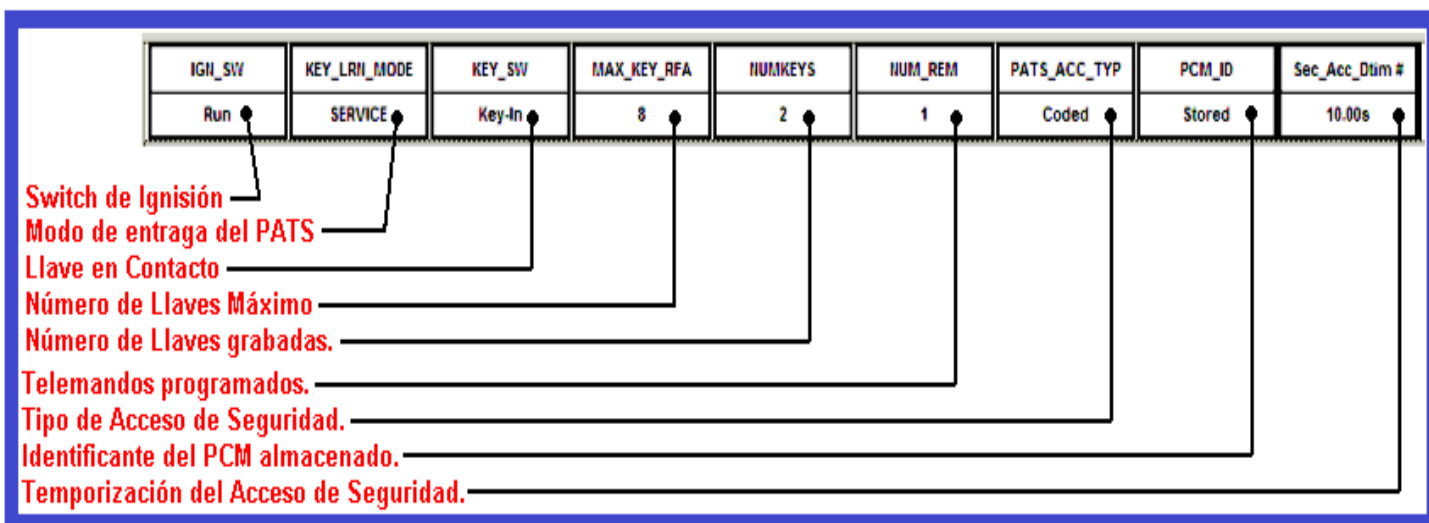 IGN_SW KEY_LRN_MODE KEY_SW MAX_KEY_RFA NUMKEYS NUM_REM PATS_ACC_TYP PCM_ID Sec_Acc_Dtim #
Run SERVICE Key-In 8 2 1 Coded Stored 10.00s
Switch de Ignisión
Modo de entraga del PATS
Llave en Contacto
Número de Llaves Máximo
Número de Llaves grabadas.
Telemandos programados.
Tipo de Acceso de Seguridad.
Identificante del PCM almacenado.
Temporización del Acceso de Seguridad.